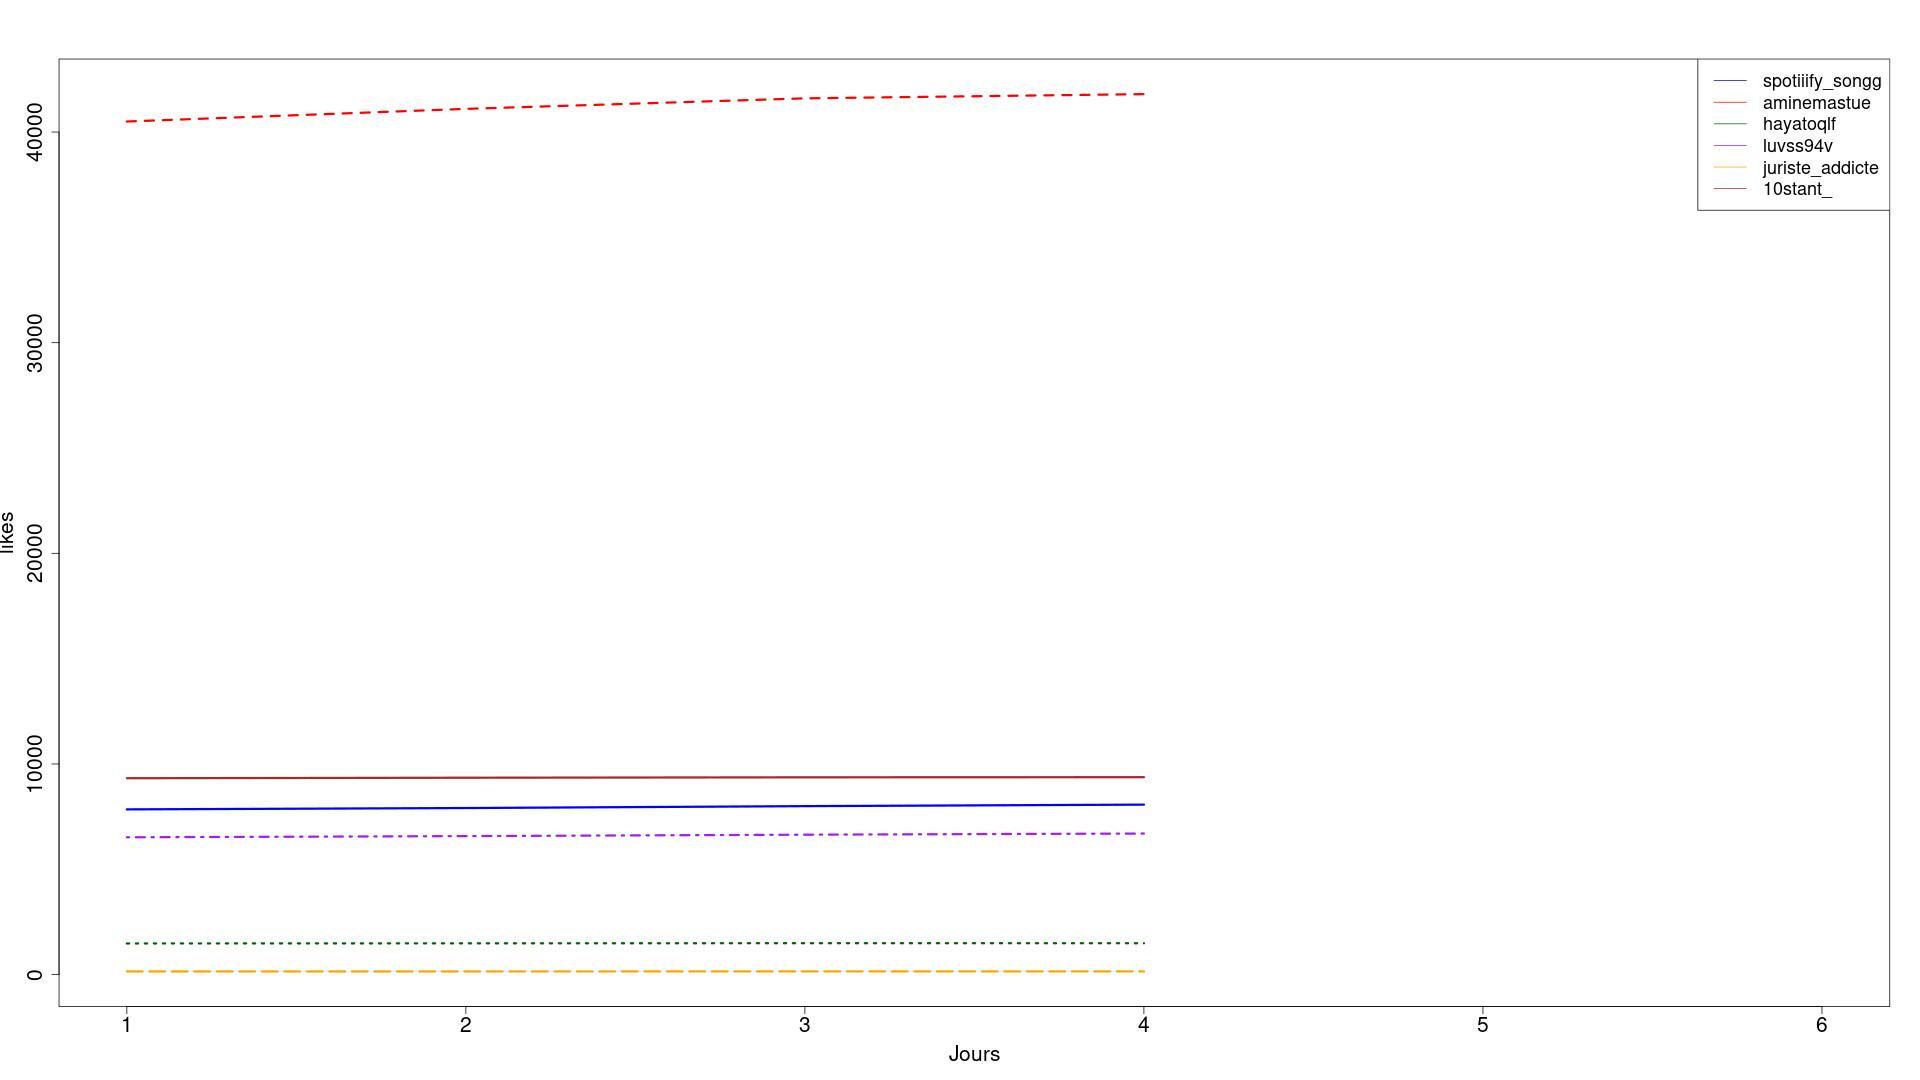 spotiiify_songg
aminemastue
hayatoqlf
luvss94v
juriste_addicte
10stant_
likes
40000
30000
20000
10000
0
1 2 3 4 5 6
Jours